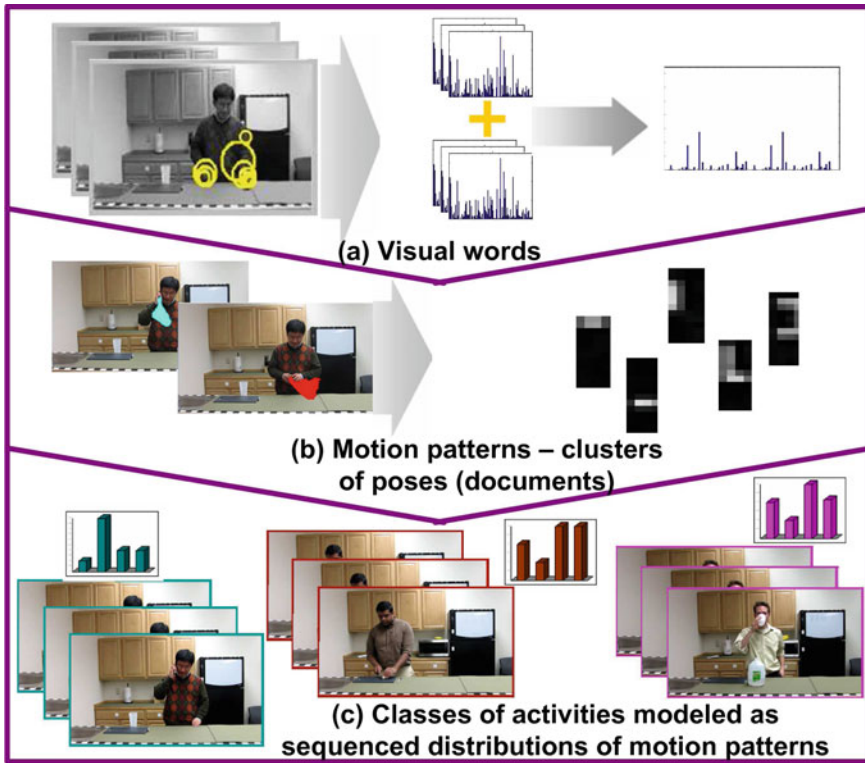 (a) Visual words
(b) Motion patterns – clusters
of poses (documents)
(c) Classes of activities modeled as
sequenced distributions of motion patterns